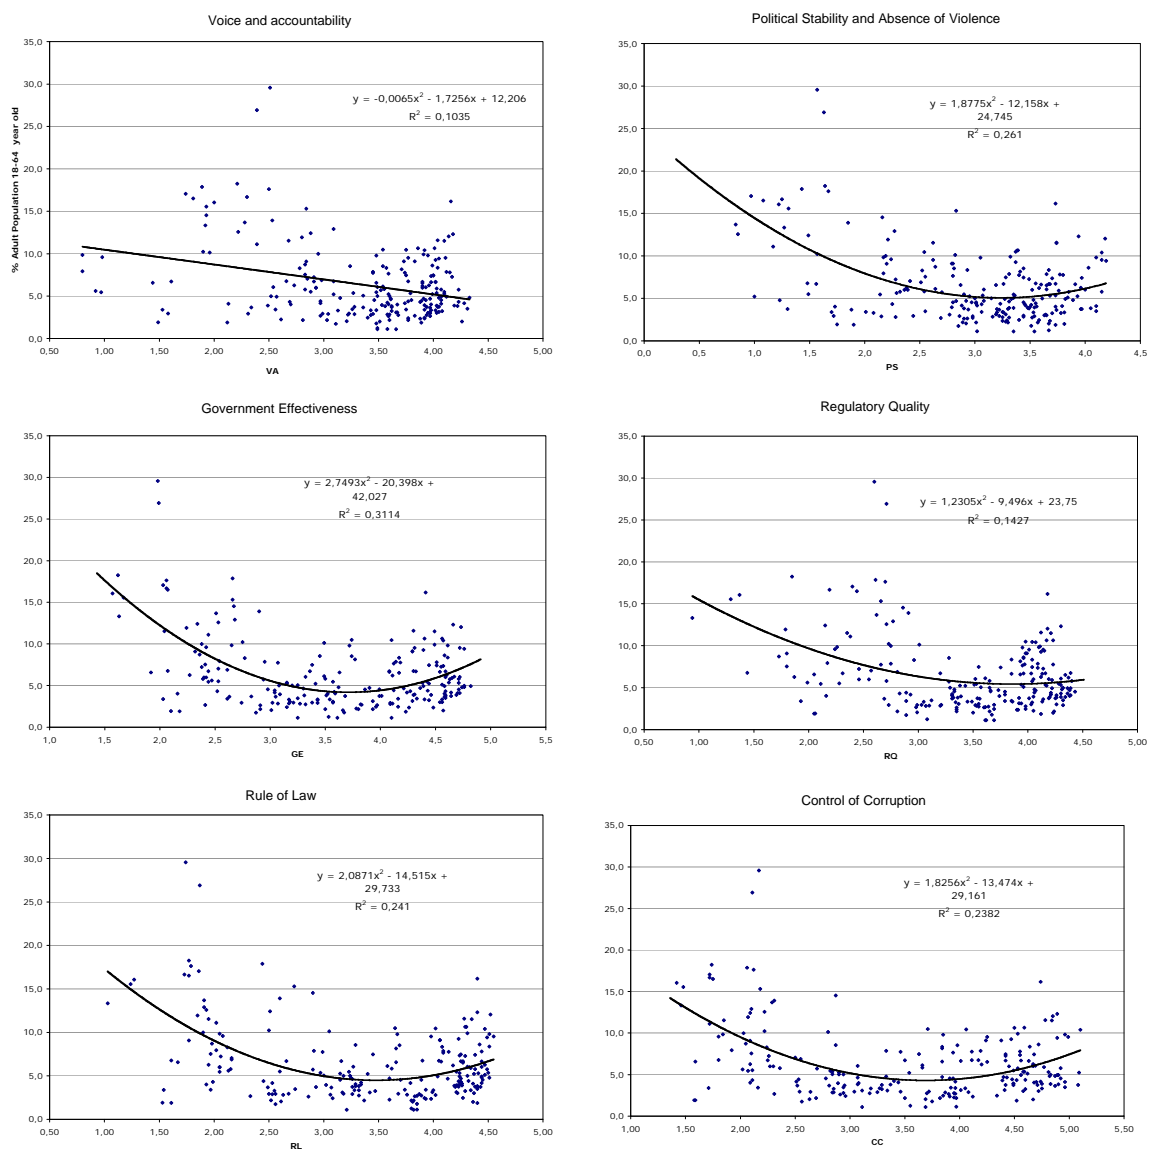 Voice and accountability
35,0
30,0
25,0
20,0
15,0
10,0
5,0
0,0
% Adult Population 18-64 year old
y = -0,0065x² - 1,7256x + 12,206
R² = 0,1035
0,50 1,00 1,50 2,00 2,50 3,00 3,50 4,00 4,50 5,00
VA
Political Stability and Absence of Violence
35,0
30,0
25,0
20,0
15,0
10,0
5,0
0,0
y = 1,8775x² - 12,158x +
24,745
R² = 0,261
0,0 0,5 1,0 1,5 2,0 2,5 3,0 3,5 4,0 4,5
PS
Government Effectiveness
35,0
30,0
25,0
20,0
15,0
10,0
5,0
0,0
y = 2,7493x² - 20,398x +
42,027
R² = 0,3114
1,0 1,5 2,0 2,5 3,0 3,5 4,0 4,5 5,0 5,5
GE
Regulatory Quality
35,0
30,0
25,0
20,0
15,0
10,0
5,0
0,0
y = 1,2305x² - 9,496x + 23,75
R² = 0,1427
0,50 1,00 1,50 2,00 2,50 3,00 3,50 4,00 4,50 5,00
RQ
Rule of Law
35,0
30,0
25,0
20,0
15,0
10,0
5,0
0,0
y = 2,0871x² - 14,515x +
29,733
R² = 0,241
0,50 1,00 1,50 2,00 2,50 3,00 3,50 4,00 4,50 5,00
RL
Control of Corruption
35,0
30,0
25,0
20,0
15,0
10,0
5,0
0,0
y = 1,8256x² - 13,474x +
29,161
R² = 0,2382
1,00 1,50 2,00 2,50 3,00 3,50 4,00 4,50 5,00 5,50
CC